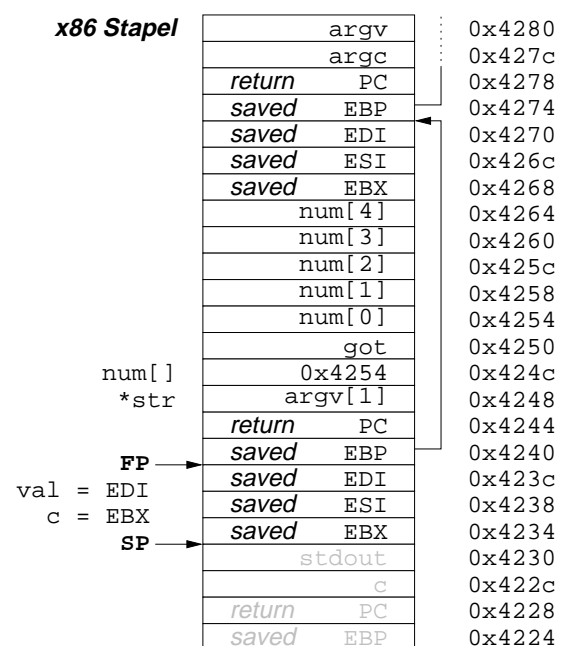 x86 Stapel argv 0x4280
argc 0x427c
return PC 0x4278
saved EBP 0x4274
saved EDI 0x4270
saved ESI 0x426c
saved EBX 0x4268
num[4] 0x4264
num[3] 0x4260
num[2] 0x425c
num[1] 0x4258
num[0] 0x4254
got 0x4250
num[] 0x4254 0x424c
*str argv[1] 0x4248
return PC 0x4244
saved EBP 0x4240
FP
saved EDI 0x423c
val = EDI
saved ESI 0x4238
c = EBX
saved EBX 0x4234
SP
stdout 0x4230
c 0x422c
return PC 0x4228
saved EBP 0x4224